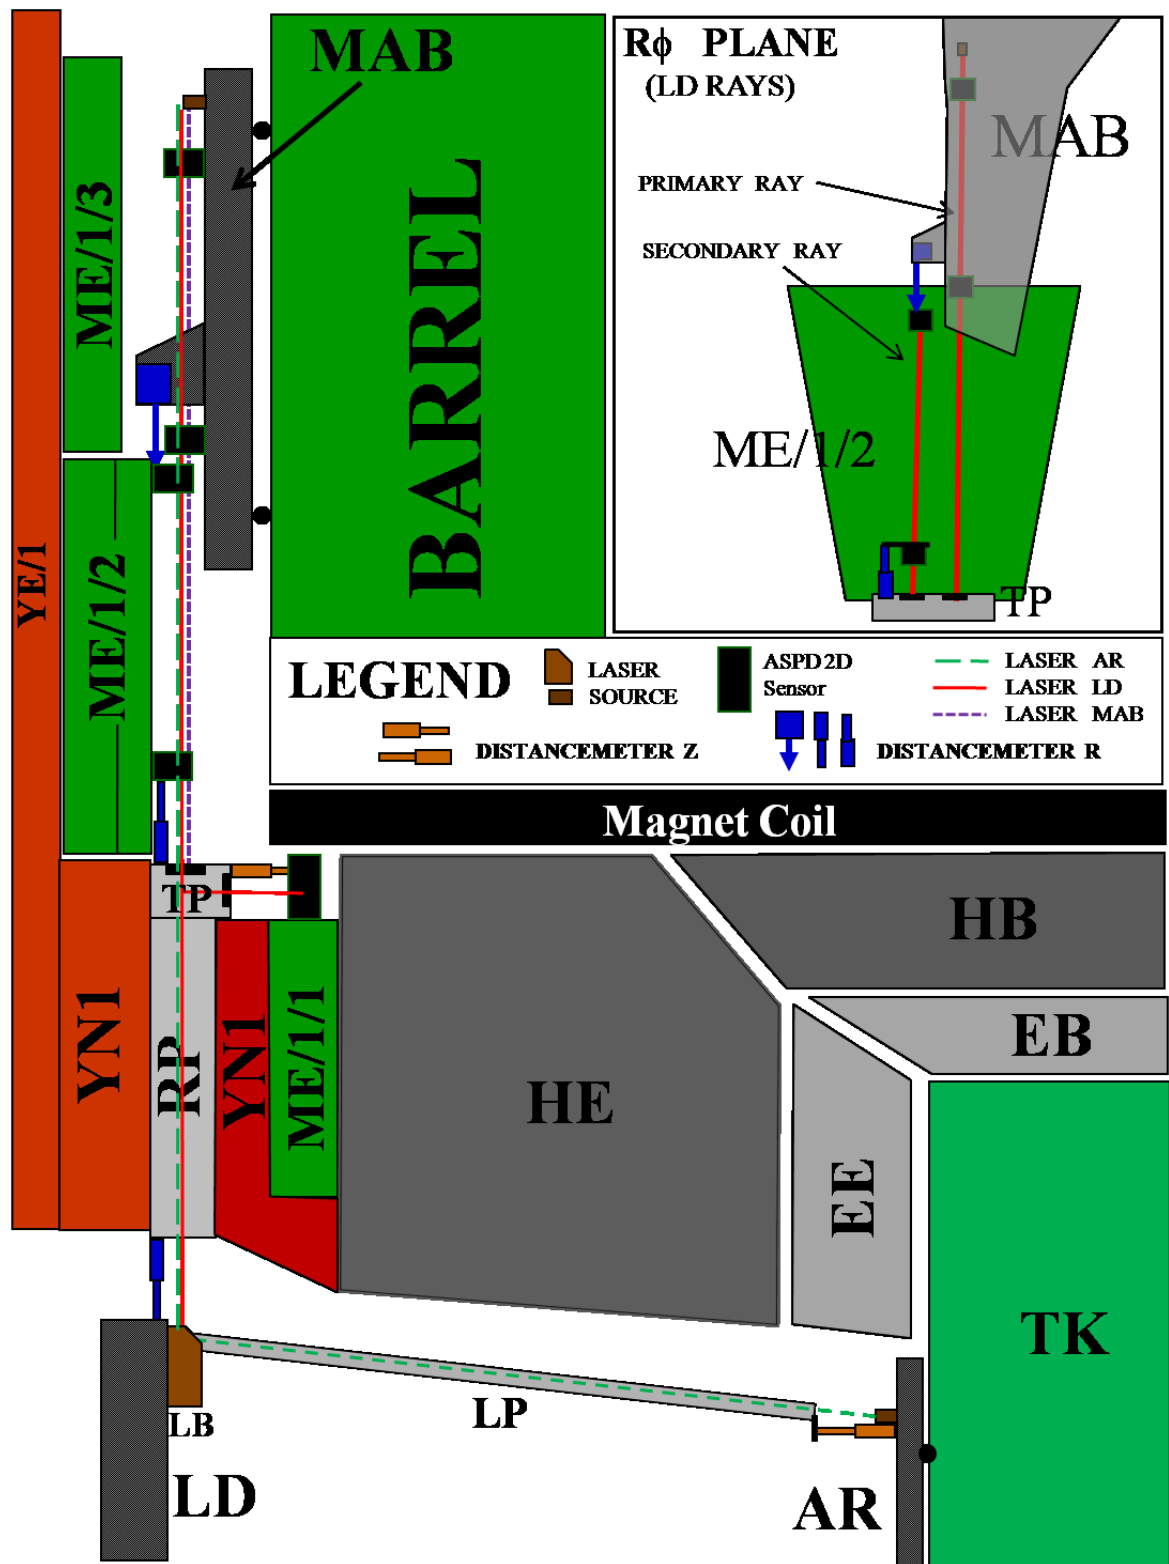 MAB
Rϕ PLANE
(LD RAYS)
MAB
PRIMARY RAY
SECONDARY RAY
ME/1/2
TP
ME/1/3
BARREL
YE/1
ME/1/2
LEGEND
LASER
SOURCE
ASPD 2D
Sensor
LASER AR
LASER LD
LASER MAB
DISTANCEMETER Z
DISTANCEMETER R
Magnet Coil
TP
HB
YN1
RP
YN1
ME/1/1
HE
EB
EE
TK
LB
LP
LD
AR